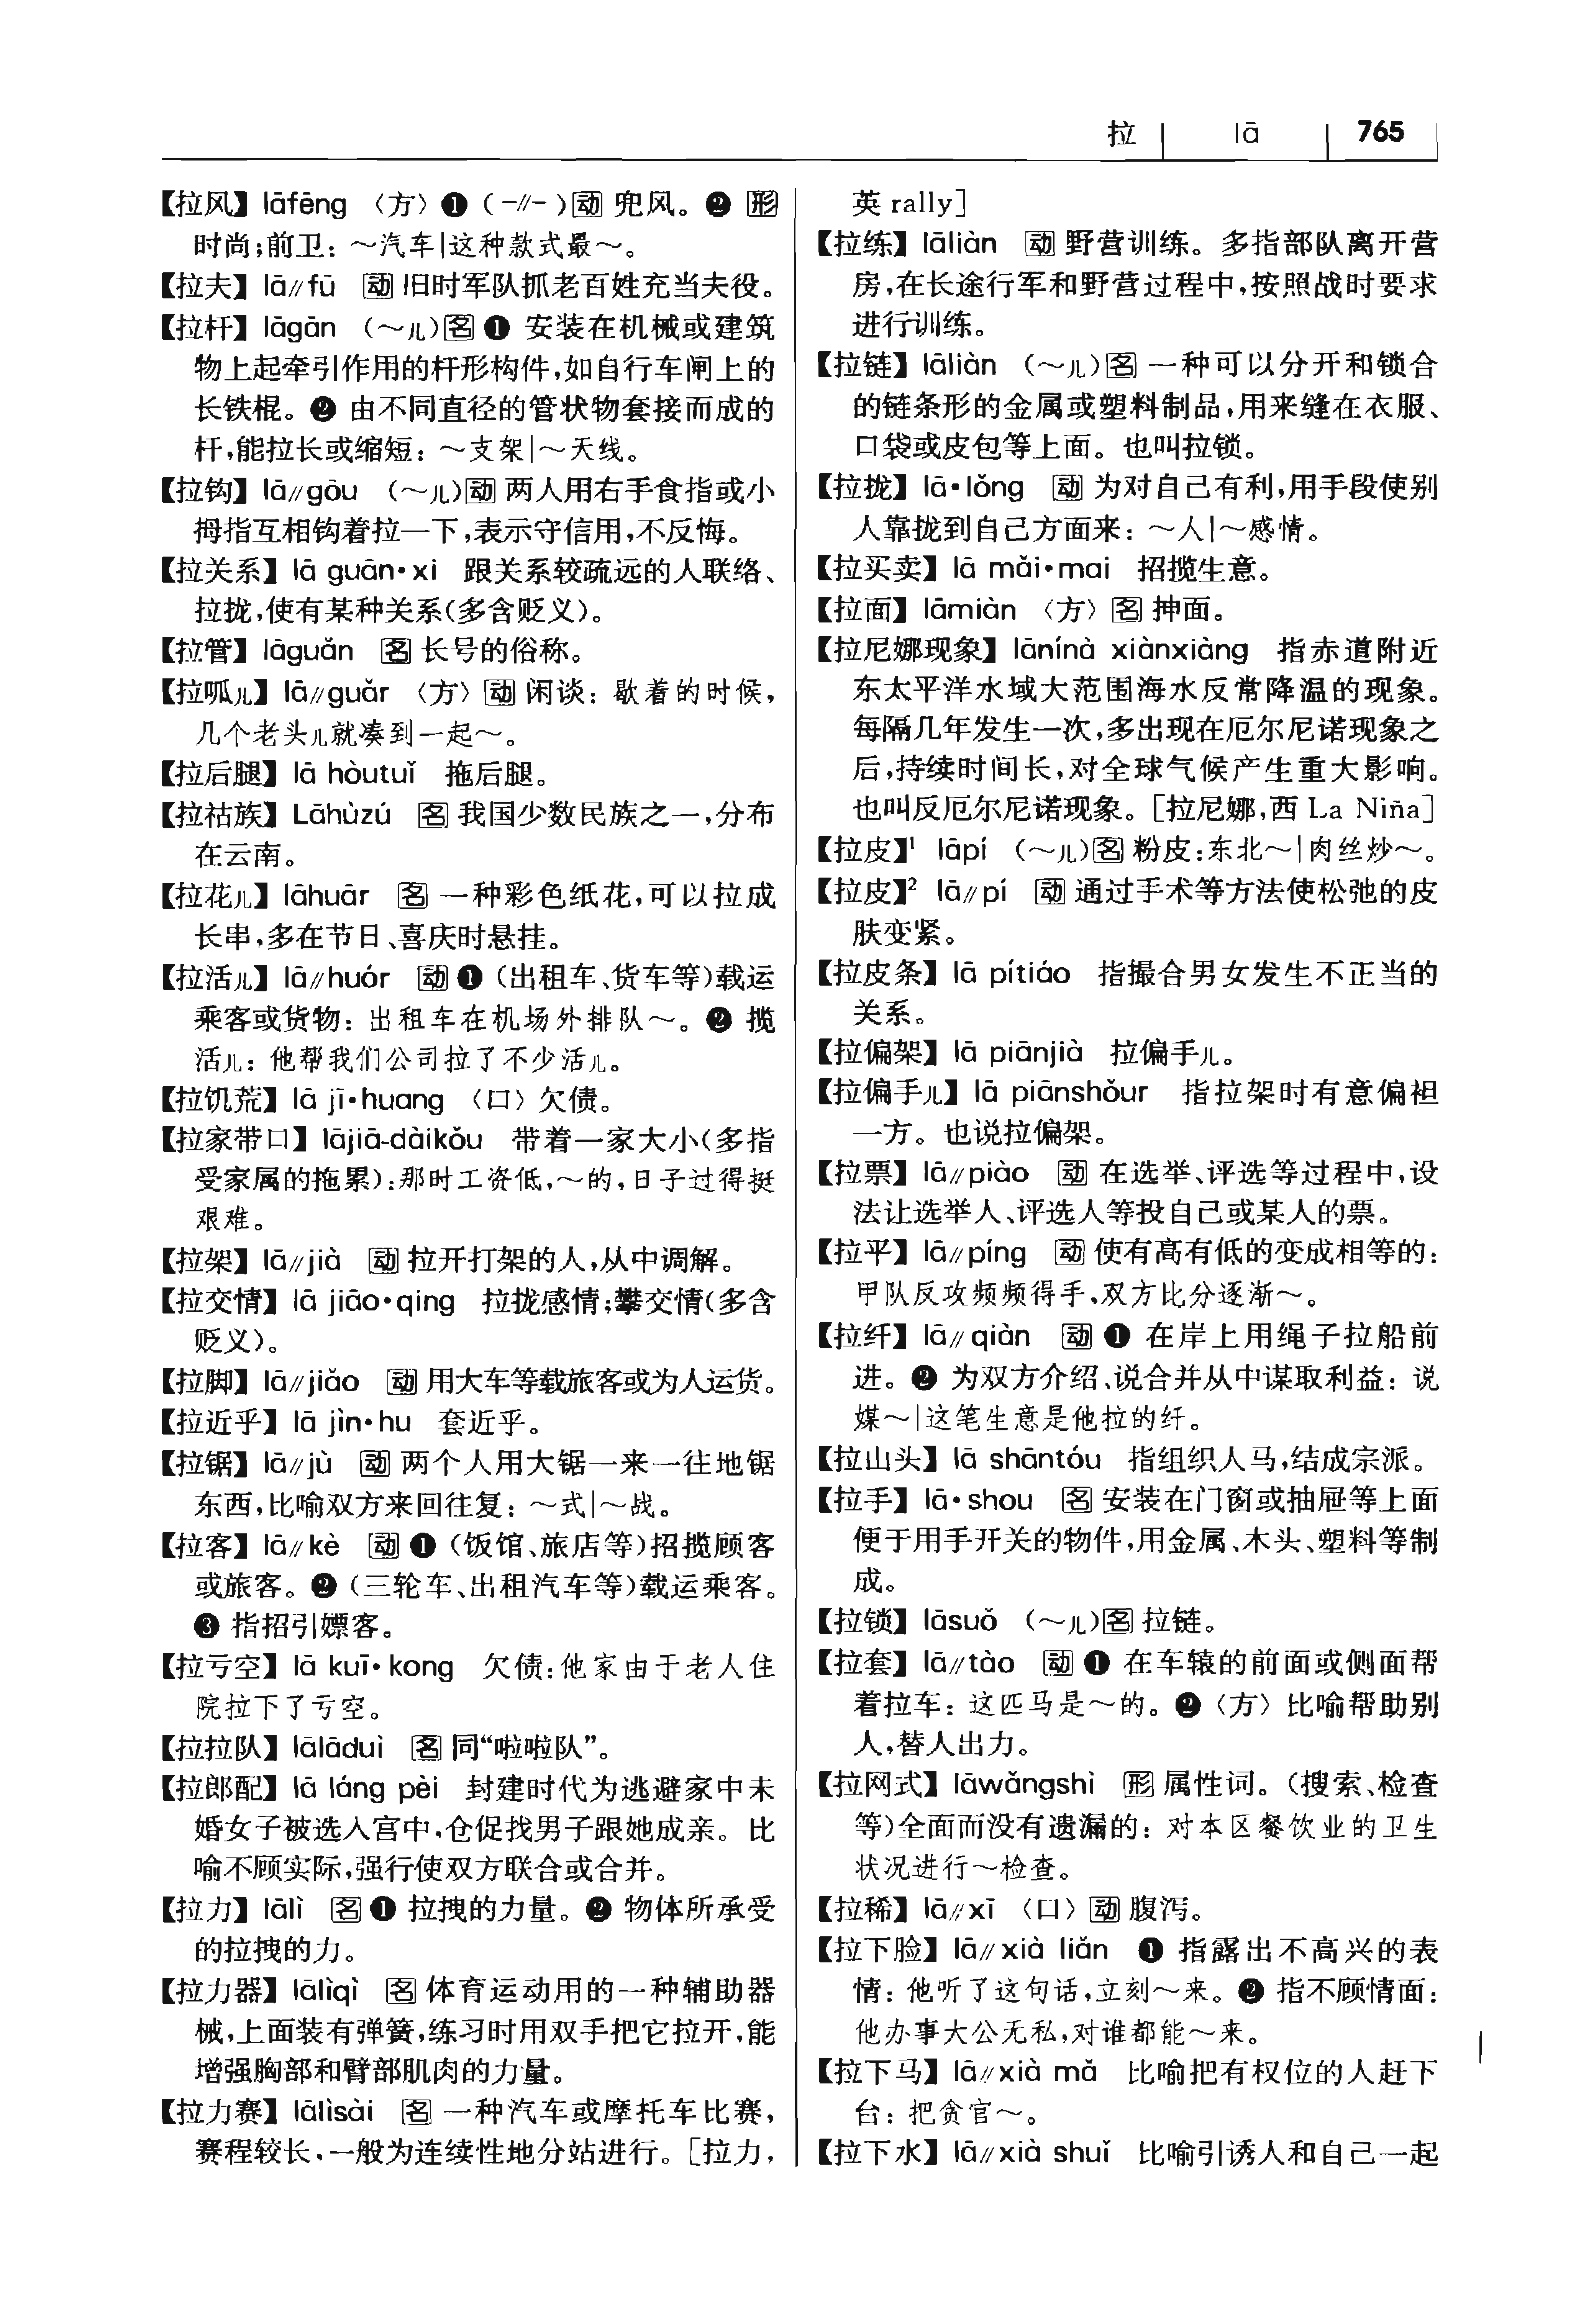 拉 lā 765
【拉风】lāfēng 〈方〉❶（-∥-）动 兜风。❷ 形
时尚；前卫：～汽车|这种款式最～。
【拉夫】lā∥fū 动 旧时军队抓老百姓充当夫役。
【拉杆】lāgān （～儿）名 ❶ 安装在机械或建筑
物上起牵引作用的杆形构件，如自行车闸上的
长铁棍。❷ 由不同直径的管状物套接而成的
杆，能拉长或缩短：～支架|～天线。
【拉钩】lā∥gōu （～儿）动 两人用右手食指或小
拇指互相钩着拉一下，表示守信用，不反悔。
【拉关系】lā guān·xi 跟关系较疏远的人联络、
拉拢，使有某种关系（多含贬义）。
【拉管】lāguǎn 名 长号的俗称。
【拉呱儿】lā∥guǎr 〈方〉动 闲谈：歇着的时候，
几个老头儿就凑到一起～。
【拉后腿】lā hòutuǐ 拖后腿。
【拉祜族】Lāhùzú 名 我国少数民族之一，分布
在云南。
【拉花儿】lāhuār 名 一种彩色纸花，可以拉成
长串，多在节日、喜庆时悬挂。
【拉活儿】lā∥huór 动 ❶（出租车、货车等）载运
乘客或货物：出租车在机场外排队～。❷ 揽
活儿：他帮我们公司拉了不少活儿。
【拉饥荒】lā jī·huang 〈口〉欠债。
【拉家带口】lājiā-dàikǒu 带着一家大小（多指
受家属的拖累）：那时工资低，～的，日子过得挺
艰难。
【拉架】lā∥jià 动 拉开打架的人，从中调解。
【拉交情】lā jiāo·qing 拉拢感情；攀交情（多含
贬义）。
【拉脚】lā∥jiǎo 动 用大车等载旅客或为人运货。
【拉近乎】lā jìn·hu 套近乎。
【拉锯】lā∥jù 动 两个人用大锯一来一往地锯
东西，比喻双方来回往复：～式|～战。
【拉客】lā∥kè 动 ❶（饭馆、旅店等）招揽顾客
或旅客。❷（三轮车、出租汽车等）载运乘客。
❸ 指招引嫖客。
【拉亏空】lā kuī·kong 欠债：他家由于老人住
院拉下了亏空。
【拉拉队】lālāduì 名 同“啦啦队”。
【拉郎配】lā láng pèi 封建时代为逃避家中未
婚女子被选入宫中，仓促找男子跟她成亲。比
喻不顾实际，强行使双方联合或合并。
【拉力】lālì 名 ❶ 拉拽的力量。❷ 物体所承受
的拉拽的力。
【拉力器】lālìqì 名 体育运动用的一种辅助器
械，上面装有弹簧，练习时用双手把它拉开，能
增强胸部和臂部肌肉的力量。
【拉力赛】lālìsài 名 一种汽车或摩托车比赛，
赛程较长，一般为连续性地分站进行。[拉力，
英 rally]
【拉练】lāliàn 动 野营训练。多指部队离开营
房，在长途行军和野营过程中，按照战时要求
进行训练。
【拉链】lāliàn （～儿）名 一种可以分开和锁合
的链条形的金属或塑料制品，用来缝在衣服、
口袋或皮包等上面。也叫拉锁。
【拉拢】lā·lǒng 动 为对自己有利，用手段使别
人靠拢到自己方面来：～人|～感情。
【拉买卖】lā mǎi·mai 招揽生意。
【拉面】lāmiàn 〈方〉名 抻面。
【拉尼娜现象】lānínà xiànxiàng 指赤道附近
东太平洋水域大范围海水反常降温的现象。
每隔几年发生一次，多出现在厄尔尼诺现象之
后，持续时间长，对全球气候产生重大影响。
也叫反厄尔尼诺现象。[拉尼娜，西 La Niña]
【拉皮】¹ lāpí （～儿）名 粉皮：东北～|肉丝炒～。
【拉皮】² lā∥pí 动 通过手术等方法使松弛的皮
肤变紧。
【拉皮条】lā pítiáo 指撮合男女发生不正当的
关系。
【拉偏架】lā piānjià 拉偏手儿。
【拉偏手儿】lā piānshǒur 指拉架时有意偏袒
一方。也说拉偏架。
【拉票】lā∥piào 动 在选举、评选等过程中，设
法让选举人、评选人等投自己或某人的票。
【拉平】lā∥píng 动 使有高有低的变成相等的：
甲队反攻频频得手，双方比分逐渐～。
【拉纤】lā∥qiàn 动 ❶ 在岸上用绳子拉船前
进。❷ 为双方介绍、说合并从中谋取利益：说
媒～|这笔生意是他拉的纤。
【拉山头】lā shāntóu 指组织人马，结成宗派。
【拉手】lā·shou 名 安装在门窗或抽屉等上面
便于用手开关的物件，用金属、木头、塑料等制
成。
【拉锁】lāsuǒ （～儿）名 拉链。
【拉套】lā∥tào 动 ❶ 在车辕的前面或侧面帮
着拉车：这匹马是～的。❷〈方〉比喻帮助别
人，替人出力。
【拉网式】lāwǎngshì 形 属性词。（搜索、检查
等）全面而没有遗漏的：对本区餐饮业的卫生
状况进行～检查。
【拉稀】lā∥xī 〈口〉动 腹泻。
【拉下脸】lā∥xià liǎn ❶ 指露出不高兴的表
情：他听了这句话，立刻～来。❷ 指不顾情面：
他办事大公无私，对谁都能～来。
【拉下马】lā∥xià mǎ 比喻把有权位的人赶下
台：把贪官～。
【拉下水】lā∥xià shuǐ 比喻引诱人和自己一起